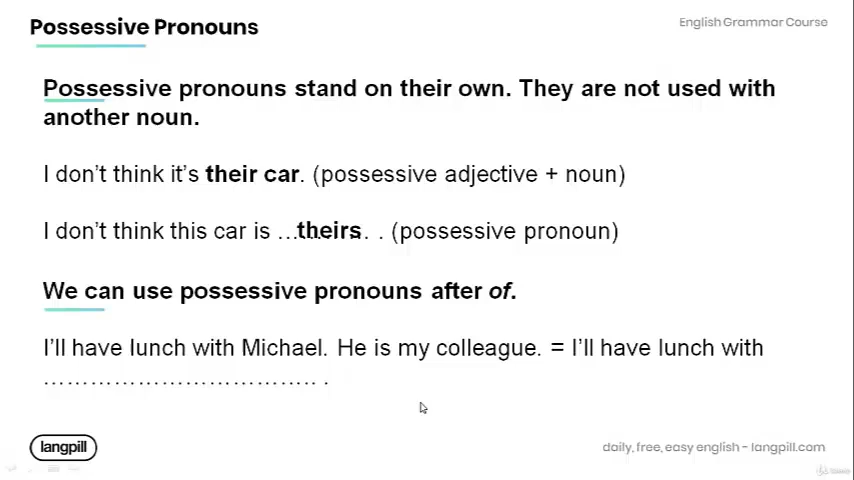 Possessive Pronouns
English Grammar Course
Possessive pronouns stand on their own. They are not used with
another noun.
I don't think it's their car. (possessive adjective + noun)
I don't think this car is …theirs. . (possessive pronoun)
We can use possessive pronouns after of.
I'll have lunch with Michael. He is my colleague. = I'll have lunch with
…………………………….. .
langpill
daily, free, easy english - langpill.com